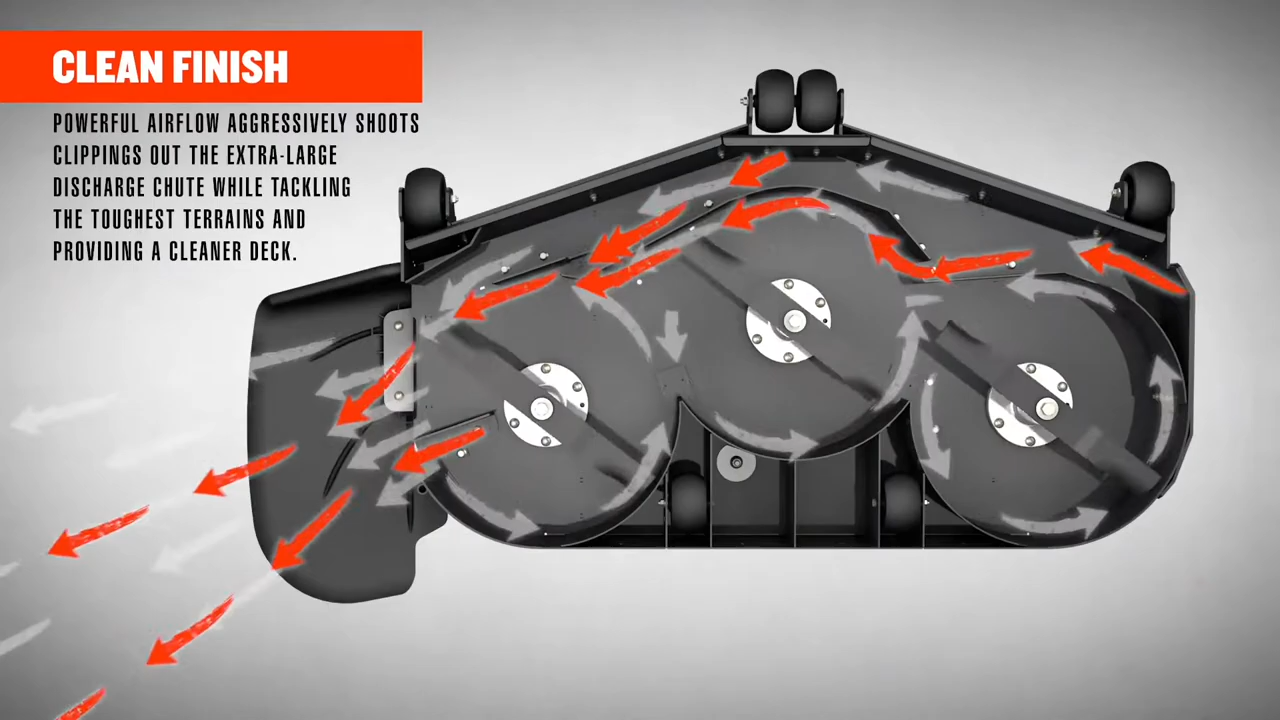 CLEAN FINISH
POWERFUL AIRFLOW AGGRESSIVELY SHOOTS
CLIPPINGS OUT THE EXTRA-LARGE
DISCHARGE CHUTE WHILE TACKLING
THE TOUGHEST TERRAINS AND
PROVIDING A CLEANER DECK.